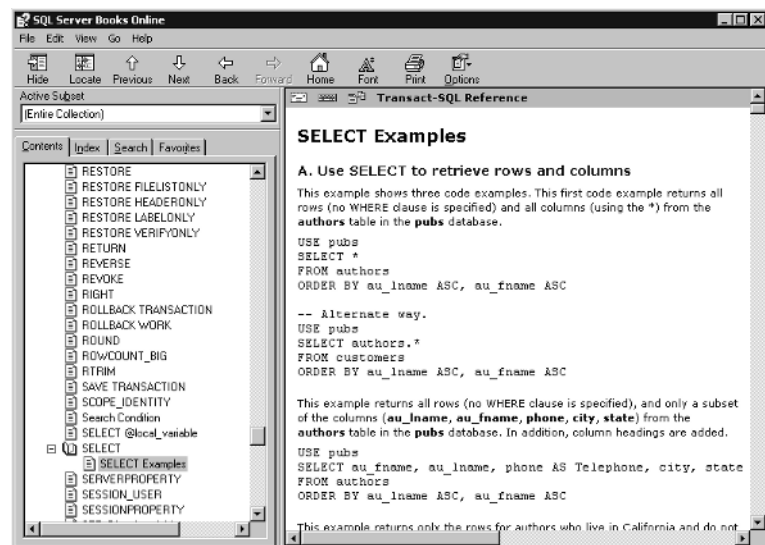 SQL Server Books Online
File Edit View Go Help
Hide Locate Previous Next Back Forward Home Font Print Options
Active Subset
(Entire Collection)
Contents Index Search Favorites
RESTORE
RESTORE FILELISTONLY
RESTORE HEADERONLY
RESTORE LABELONLY
RESTORE VERIFYONLY
RETURN
REVERSE
REVOKE
RIGHT
ROLLBACK TRANSACTION
ROLLBACK WORK
ROUND
ROWCOUNT_BIG
RTRIM
SAVE TRANSACTION
SCOPE_IDENTITY
Search Condition
SELECT @local_variable
SELECT
SELECT Examples
SERVERPROPERTY
SESSION_USER
SESSIONPROPERTY
Transact-SQL Reference
SELECT Examples
A. Use SELECT to retrieve rows and columns
This example shows three code examples. This first code example returns all
rows (no WHERE clause is specified) and all columns (using the *) from the
authors table in the pubs database.
USE pubs
SELECT *
FROM authors
ORDER BY au_lname ASC, au_fname ASC
-- Alternate way.
USE pubs
SELECT authors.*
FROM customers
ORDER BY au_lname ASC, au_fname ASC
This example returns all rows (no WHERE clause is specified), and only a subset
of the columns (au_lname, au_fname, phone, city, state) from the
authors table in the pubs database. In addition, column headings are added.
USE pubs
SELECT au_fname, au_lname, phone AS Telephone, city, state
FROM authors
ORDER BY au_lname ASC, au_fname ASC
This example returns only the rows for authors who live in California and do not